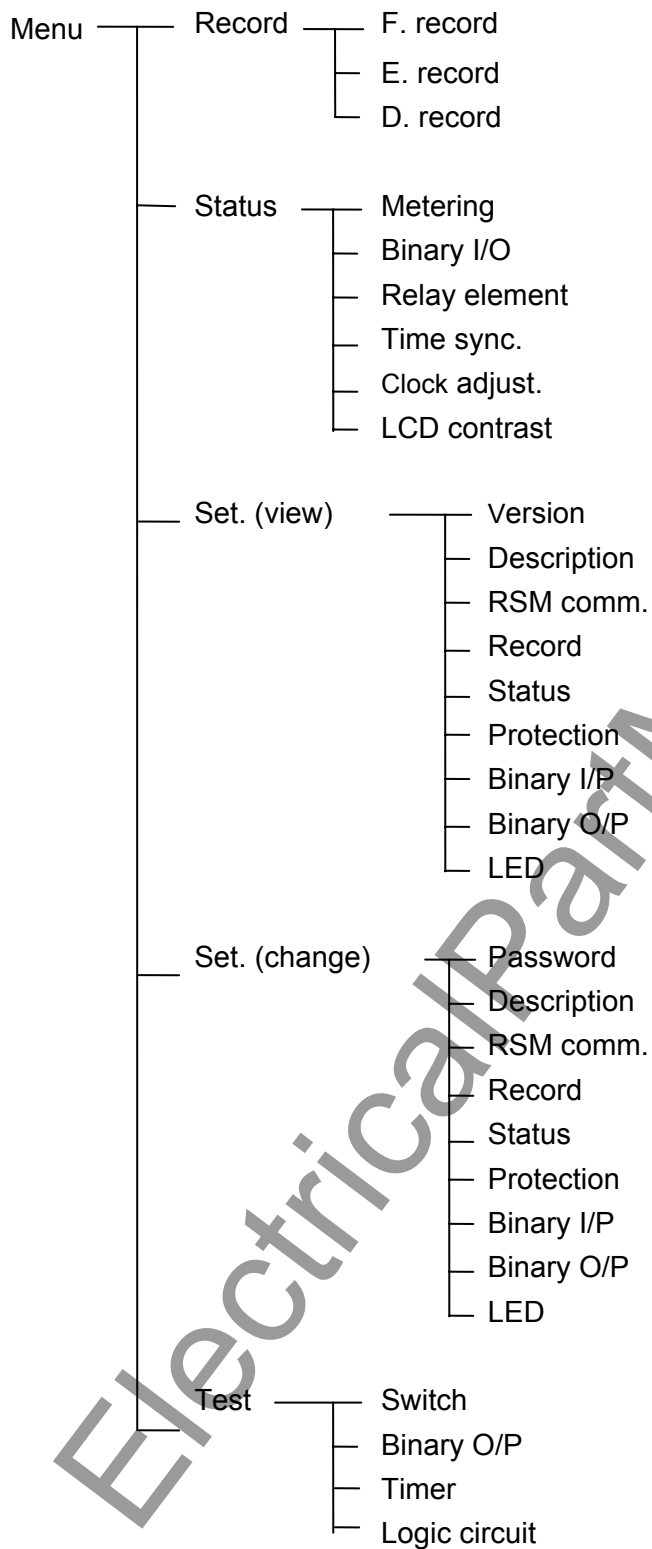 Menu Record F. record
E. record
D. record
Status Metering
Binary I/O
Relay element
Time sync.
Clock adjust.
LCD contrast
Set. (view) Version
Description
RSM comm.
Record
Status
Protection
Binary I/P
Binary O/P
LED
Set. (change) Password
Description
RSM comm.
Record
Status
Protection
Binary I/P
Binary O/P
LED
Test Switch
Binary O/P
Timer
Logic circuit